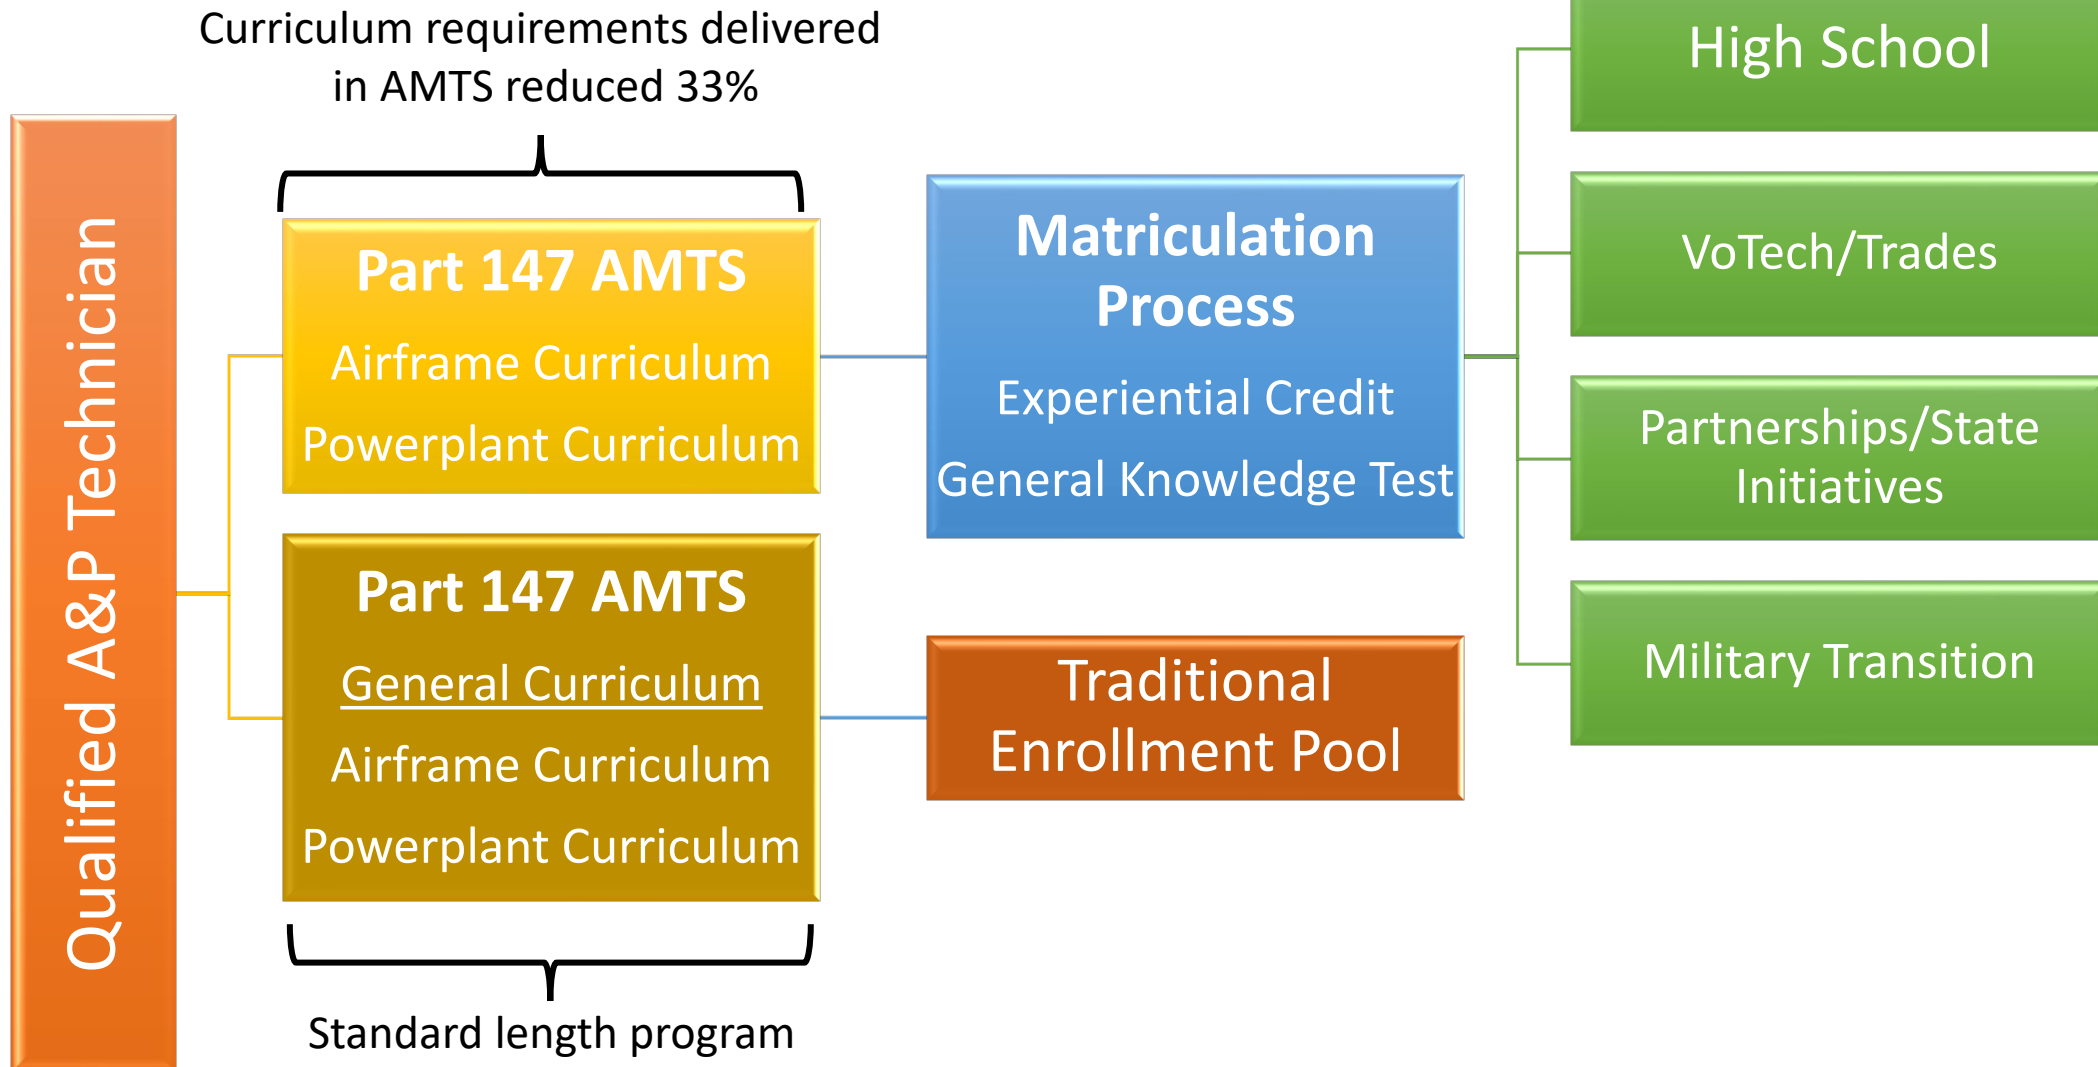 Curriculum requirements delivered
in AMTS reduced 33%
Qualified A&P Technician
Part 147 AMTS
Airframe Curriculum
Powerplant Curriculum
Part 147 AMTS
General Curriculum
Airframe Curriculum
Powerplant Curriculum
Standard length program
Matriculation
Process
Experiential Credit
General Knowledge Test
Traditional
Enrollment Pool
High School
VoTech/Trades
Partnerships/State
Initiatives
Military Transition